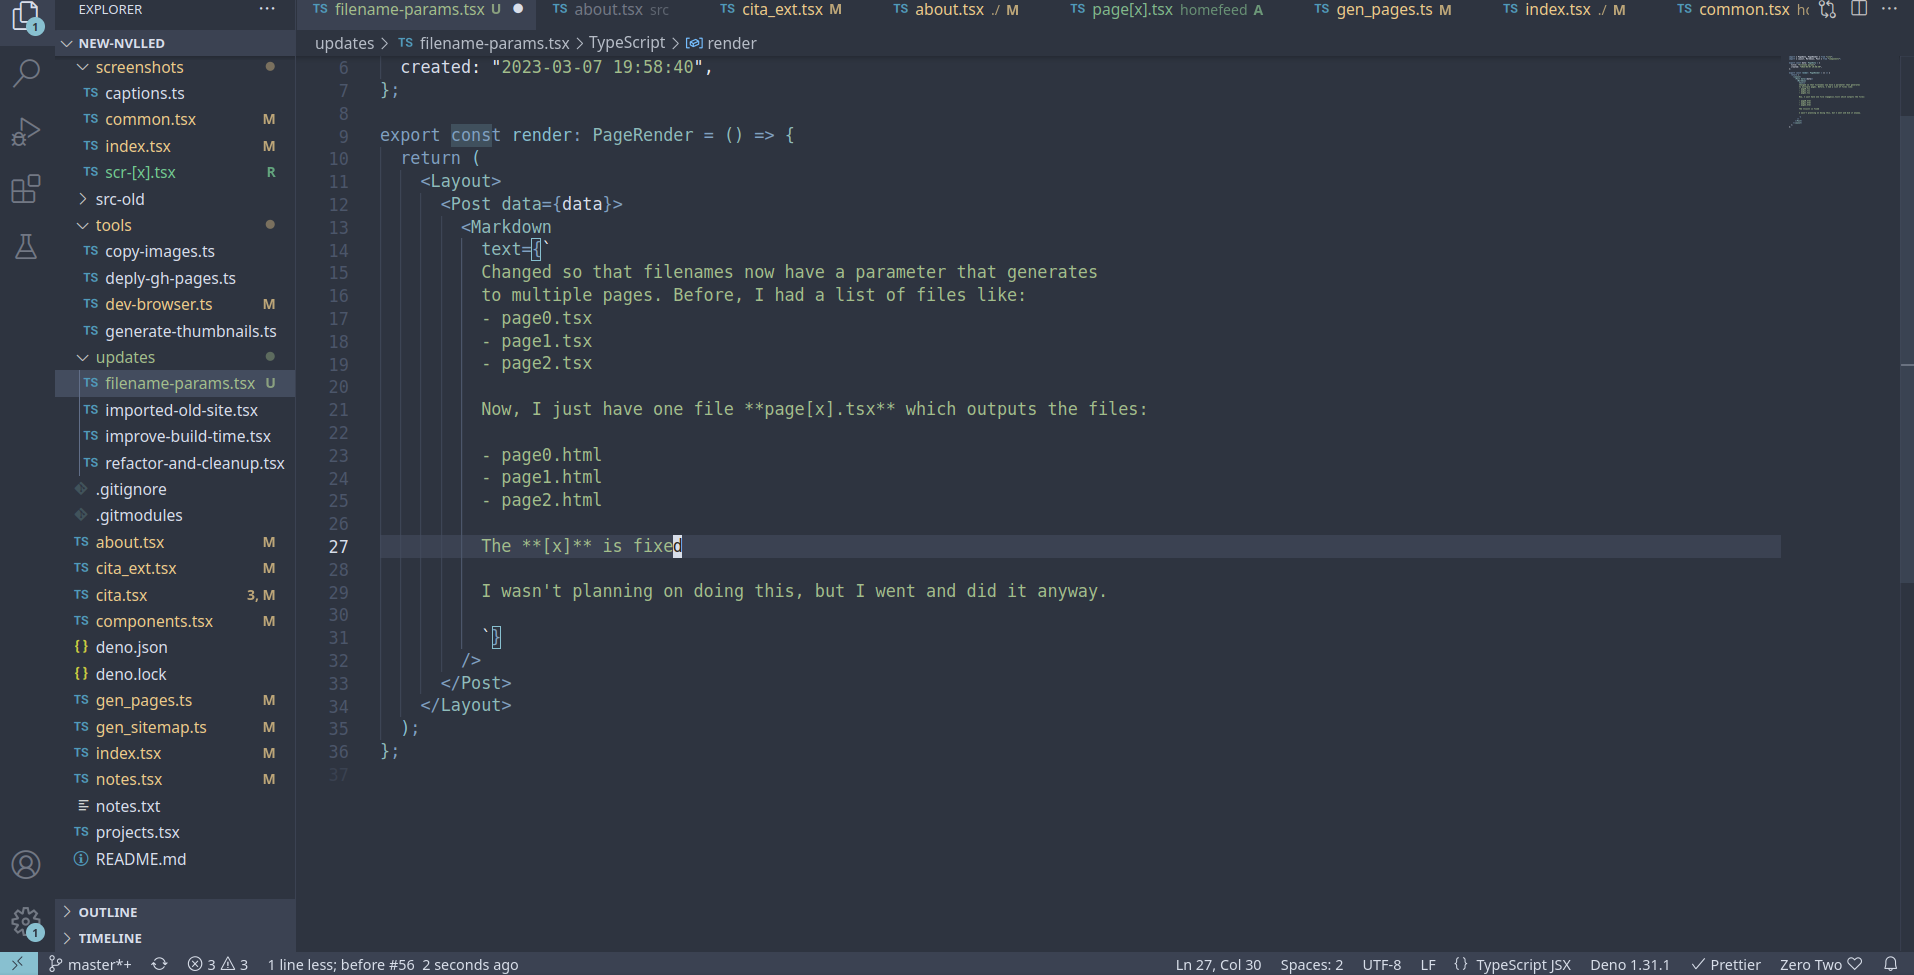 EXPLORER
···
NEW-NVLLED
screenshots
TS captions.ts
TS common.tsx M
TS index.tsx M
TS scr-[x].tsx R
src-old
tools
TS copy-images.ts
TS deply-gh-pages.ts
TS dev-browser.ts M
TS generate-thumbnails.ts
updates
TS filename-params.tsx U
TS imported-old-site.tsx
TS improve-build-time.tsx
TS refactor-and-cleanup.tsx
.gitignore
.gitmodules
TS about.tsx M
TS cita_ext.tsx M
TS cita.tsx 3, M
TS components.tsx M
{} deno.json
{} deno.lock
TS gen_pages.ts M
TS gen_sitemap.ts M
TS index.tsx M
TS notes.tsx M
notes.txt
TS projects.tsx
README.md
OUTLINE
TIMELINE
1
1
TS filename-params.tsx U ● TS about.tsx src TS cita_ext.tsx M TS about.tsx ./ M TS page[x].tsx homefeed A TS gen_pages.ts M TS index.tsx ./ M TS common.tsx ···
updates > TS filename-params.tsx > TypeScript > render
6 created: "2023-03-07 19:58:40",
7 };
8
9 export const render: PageRender = () => {
10 return (
11 <Layout>
12 <Post data={data}>
13 <Markdown
14 text={`
15 Changed so that filenames now have a parameter that generates
16 to multiple pages. Before, I had a list of files like:
17 - page0.tsx
18 - page1.tsx
19 - page2.tsx
20
21 Now, I just have one file **page[x].tsx** which outputs the files:
22
23 - page0.html
24 - page1.html
25 - page2.html
26
27 The **[x]** is fixed
28
29 I wasn't planning on doing this, but I went and did it anyway.
30
31 `}
32 />
33 </Post>
34 </Layout>
35 );
36 };
37
master*+ 3 3 1 line less; before #56 2 seconds ago Ln 27, Col 30 Spaces: 2 UTF-8 LF {} TypeScript JSX Deno 1.31.1 ✓ Prettier Zero Two ♡